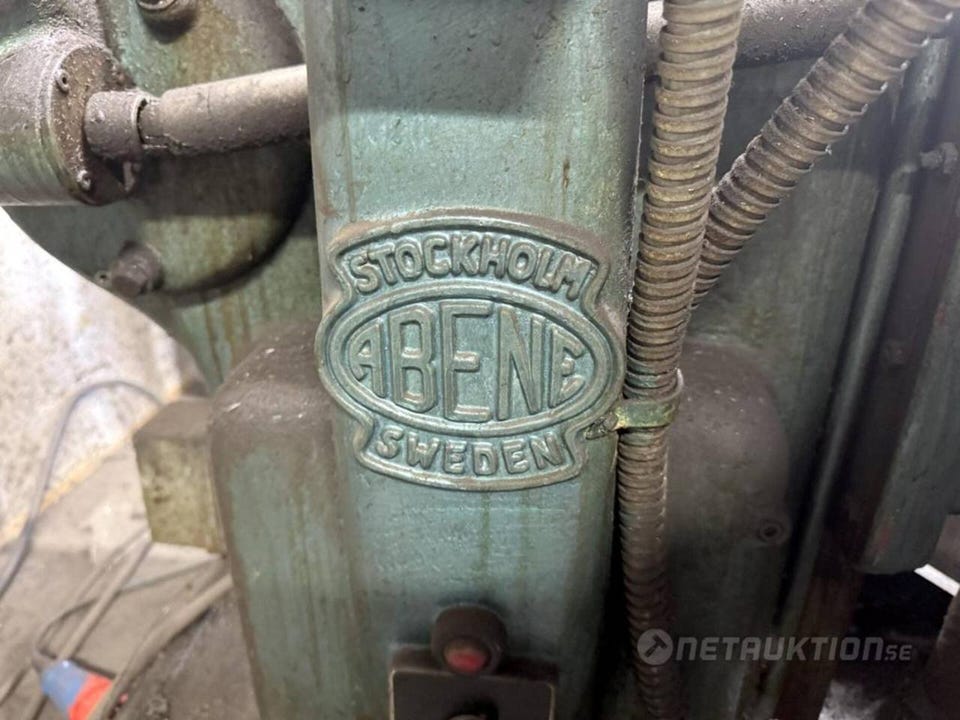 STOCKHOLM
ABENE
SWEDEN
NETAUKTION.SE